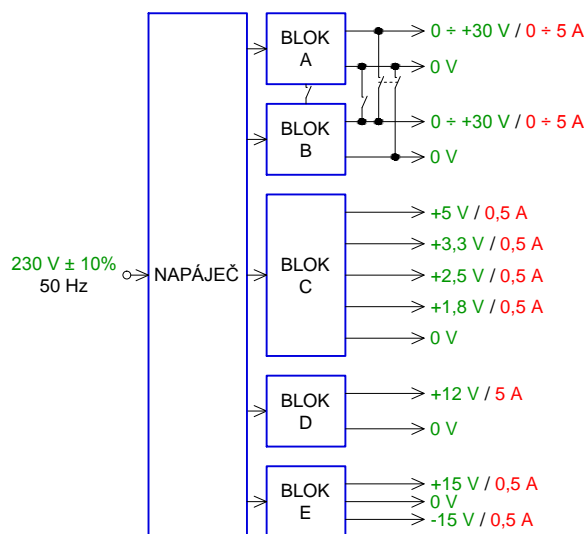 230 V ± 10%
50 Hz
NAPÁJEČ
BLOK
A
0 ÷ +30 V / 0 ÷ 5 A
0 V
BLOK
B
0 ÷ +30 V / 0 ÷ 5 A
0 V
BLOK
C
+5 V / 0,5 A
+3,3 V / 0,5 A
+2,5 V / 0,5 A
+1,8 V / 0,5 A
0 V
BLOK
D
+12 V / 5 A
0 V
BLOK
E
+15 V / 0,5 A
0 V
-15 V / 0,5 A